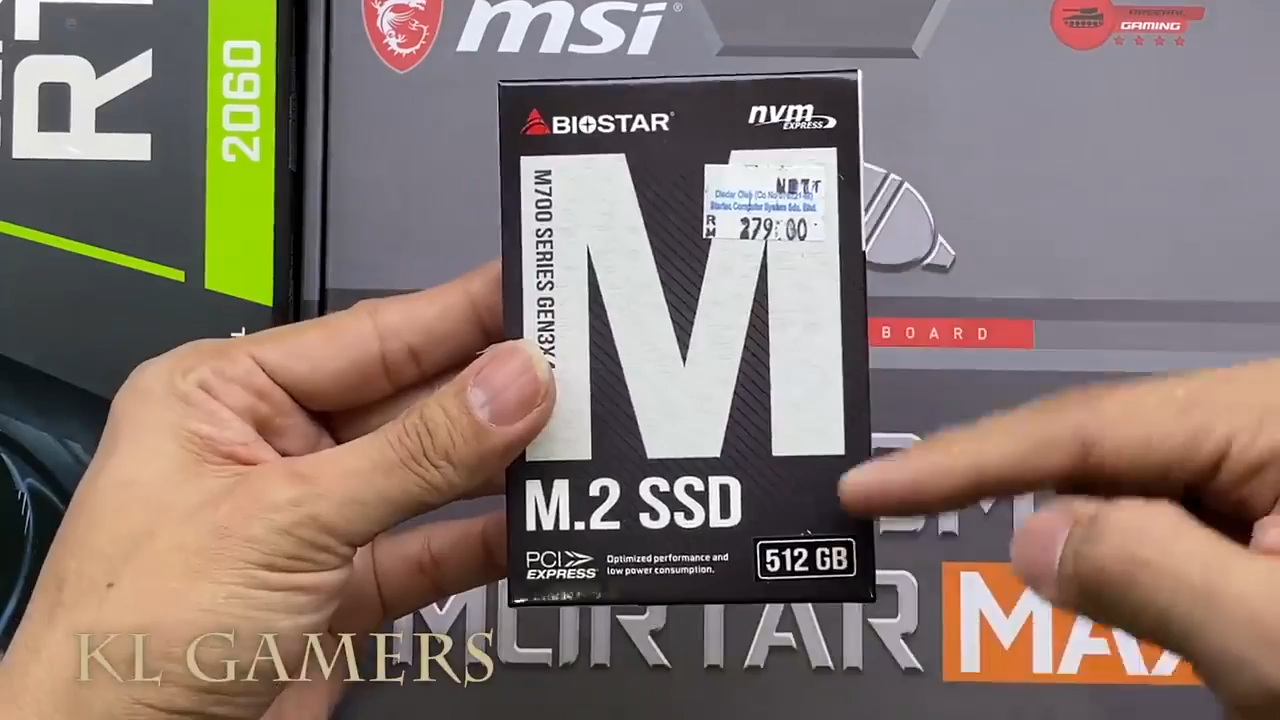 RT
2060
msi
GAMING
BIOSTAR
nvm
EXPRESS
M
M700 SERIES GEN3X4
RM 279.00
M.2 SSD
PCI
EXPRESS
Optimized performance and
low power consumption.
512 GB
BOARD
MORTAR MAX
KL GAMERS